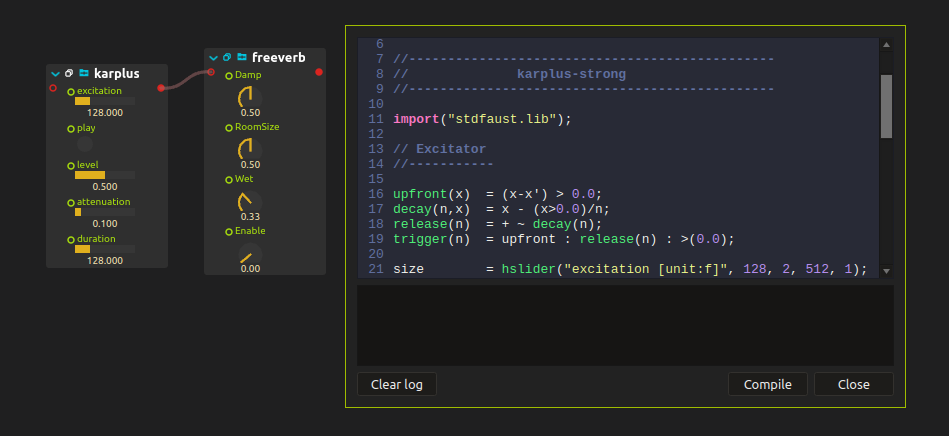 karplus
excitation
128.000
play
level
0.500
attenuation
0.100
duration
128.000
freeverb
Damp
0.50
RoomSize
0.50
Wet
0.33
Enable
0.00
6
7 //-----------------------------------------------
8 //              karplus-strong
9 //-----------------------------------------------
10
11 import("stdfaust.lib");
12
13 // Excitator
14 //-----------
15
16 upfront(x)  = (x-x') > 0.0;
17 decay(n,x)  = x - (x>0.0)/n;
18 release(n)  = + ~ decay(n);
19 trigger(n)  = upfront : release(n) : >(0.0);
20
21 size        = hslider("excitation [unit:f]", 128, 2, 512, 1);
Clear log
Compile
Close